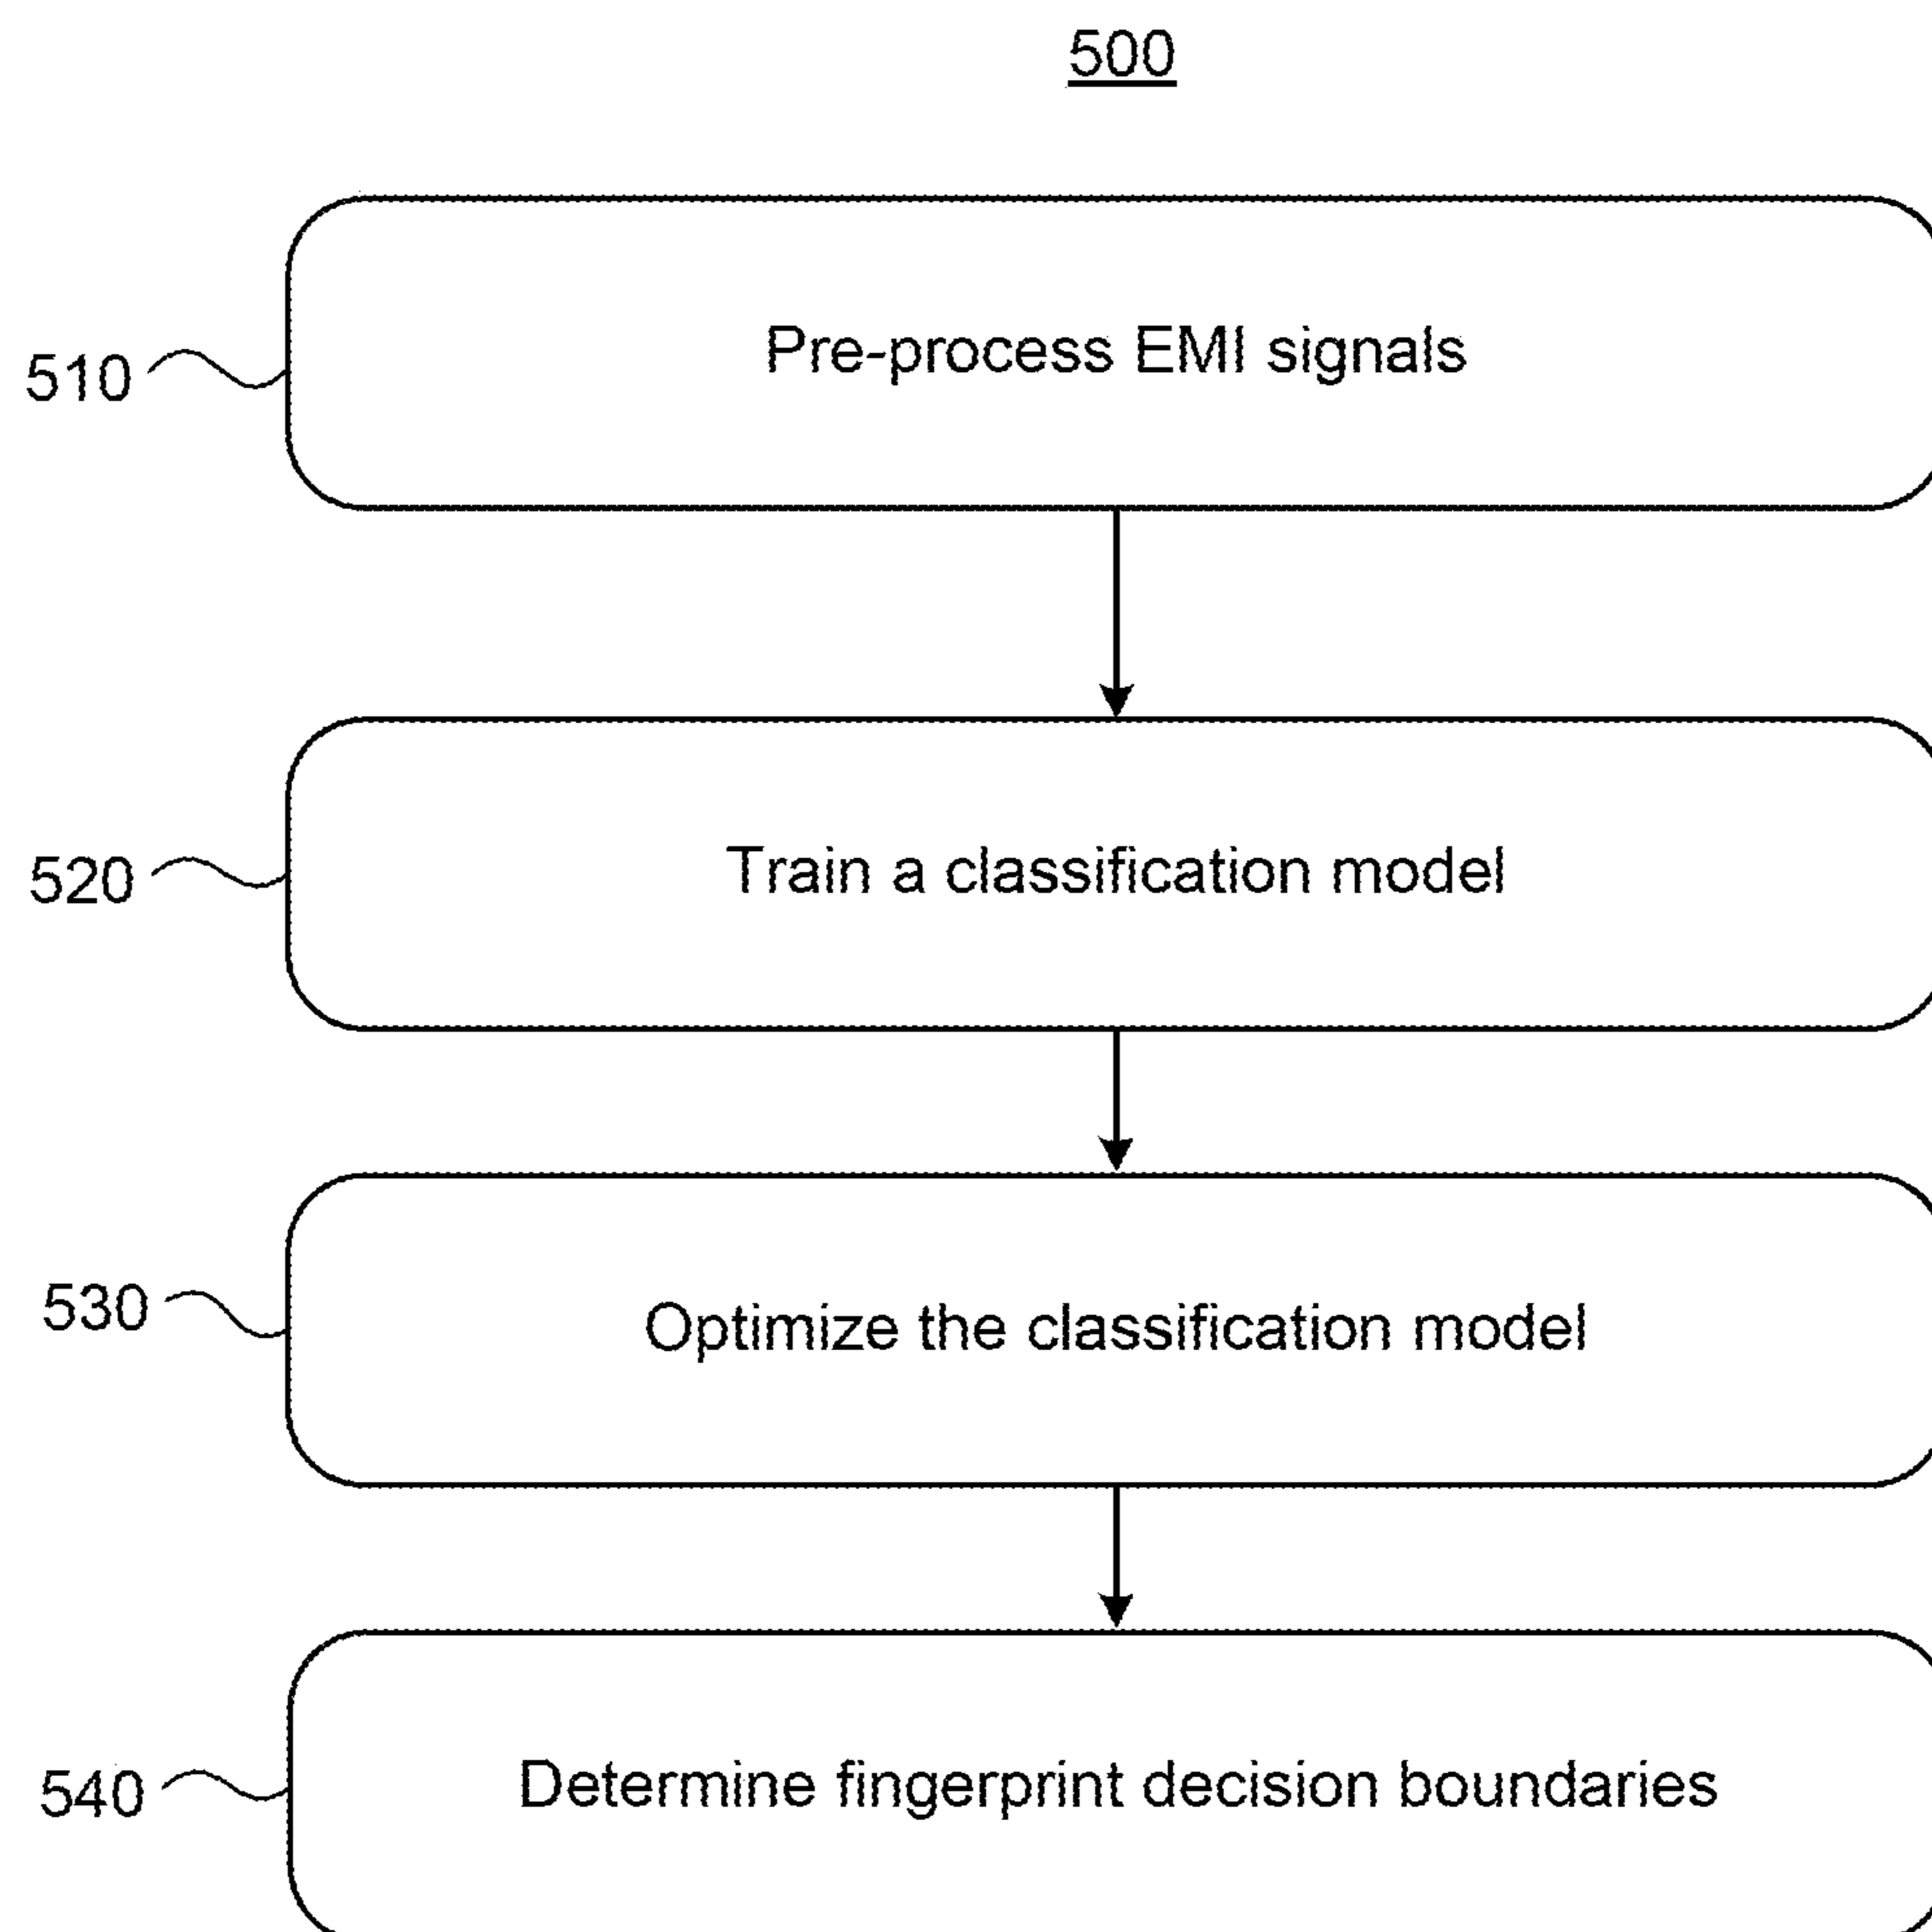 500
Pre-process EMI signals
510
Train a classification model
520
Optimize the classification model
530
Determine fingerprint decision boundaries
540